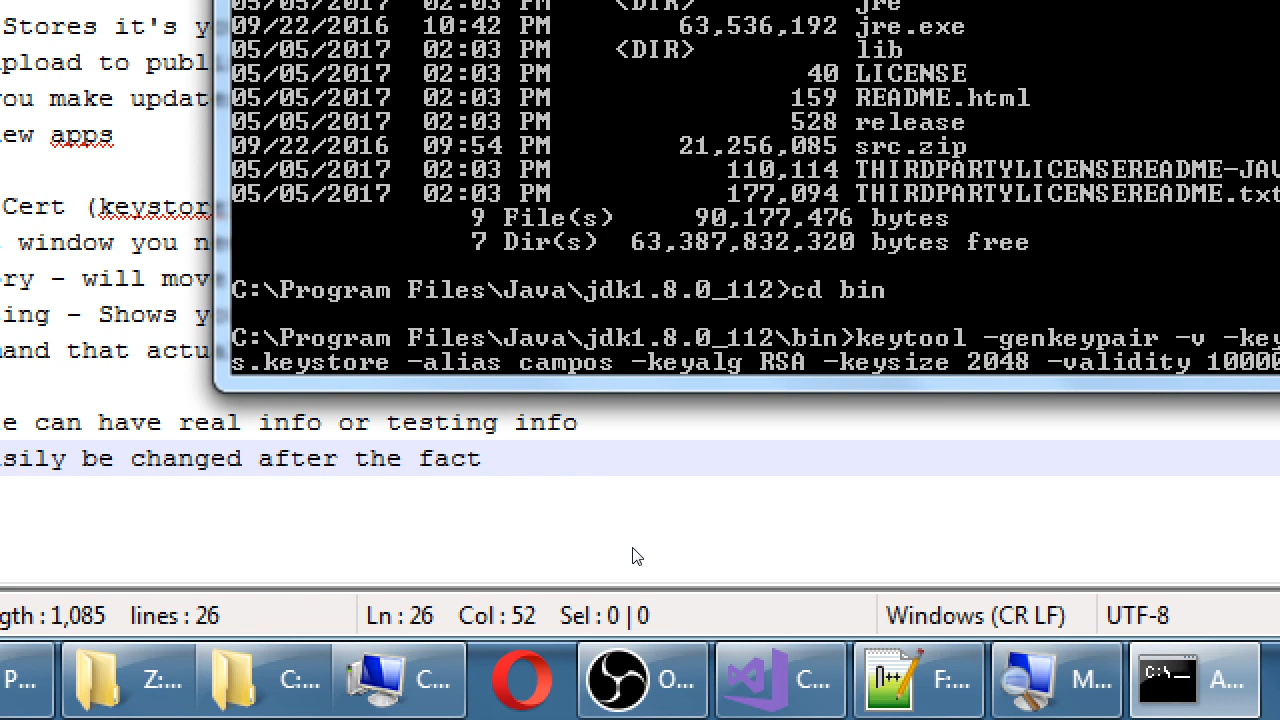 Stores it's y
pload to publ
you make updat
ew apps
Cert (keystor
window you n
ry - will mov
ing - Shows y
and that actu
e can have real info or testing info
sily be changed after the fact
05/05/2017 02:03 PM <DIR> jre
09/22/2016 10:42 PM 63,536,192 jre.exe
05/05/2017 02:03 PM <DIR> lib
05/05/2017 02:03 PM 40 LICENSE
05/05/2017 02:03 PM 159 README.html
05/05/2017 02:03 PM 528 release
09/22/2016 09:54 PM 21,256,085 src.zip
05/05/2017 02:03 PM 110,114 THIRDPARTYLICENSEREADME-JAV
05/05/2017 02:03 PM 177,094 THIRDPARTYLICENSEREADME.txt
9 File(s) 90,177,476 bytes
7 Dir(s) 63,387,832,320 bytes free
C:\Program Files\Java\jdk1.8.0_112>cd bin
C:\Program Files\Java\jdk1.8.0_112\bin>keytool -genkeypair -v -key
s.keystore -alias campos -keyalg RSA -keysize 2048 -validity 10000
gth : 1,085 lines : 26 Ln : 26 Col : 52 Sel : 0 | 0 Windows (CR LF) UTF-8
P... Z:... C:... C... O... C... F:... M... A...